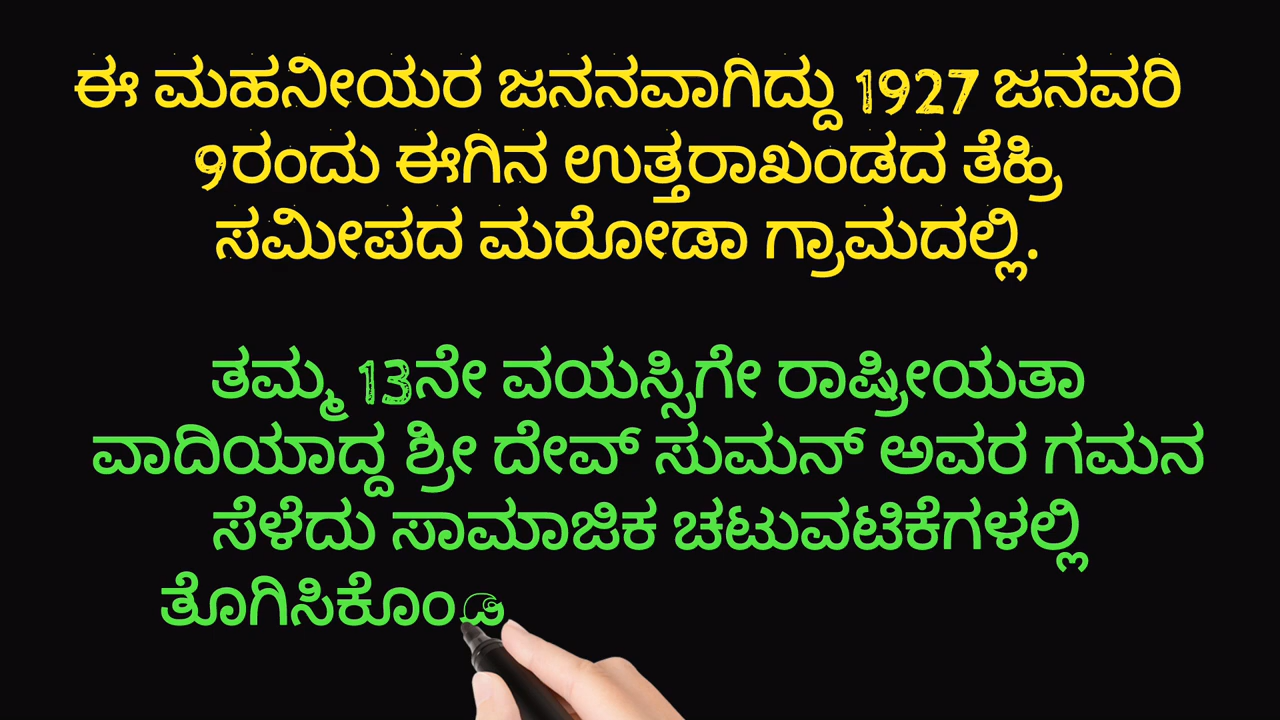 ಈ ಮಹನೀಯರ ಜನನವಾಗಿದ್ದು 1927 ಜನವರಿ
9ರಂದು ಈಗಿನ ಉತ್ತರಾಖಂಡದ ತೆಹ್ರಿ
ಸಮೀಪದ ಮರೋಡಾ ಗ್ರಾಮದಲ್ಲಿ.
ತಮ್ಮ 13ನೇ ವಯಸ್ಸಿಗೇ ರಾಷ್ರೀಯತಾ
ವಾದಿಯಾದ್ದ ಶ್ರೀ ದೇವ್ ಸುಮನ್ ಅವರ ಗಮನ
ಸೆಳೆದು ಸಾಮಾಜಿಕ ಚಟುವಟಿಕೆಗಳಲ್ಲಿ